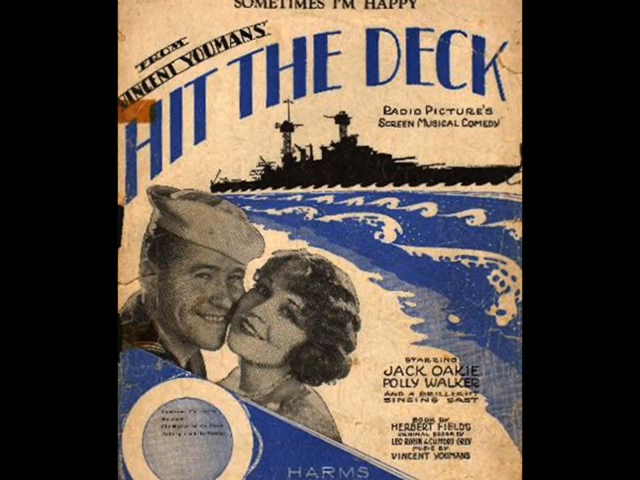 SOMETIMES I'M HAPPY
FROM
VINCENT YOUMANS'
HIT THE DECK
RADIO PICTURE'S
SCREEN MUSICAL COMEDY
STARRING
JACK OAKIE
POLLY WALKER
AND A BRILLIANT
SINGING CAST
BOOK BY
HERBERT FIELDS
LEO ROBIN & CLIFFORD GREY
MUSIC BY
VINCENT YOUMANS
HARMS